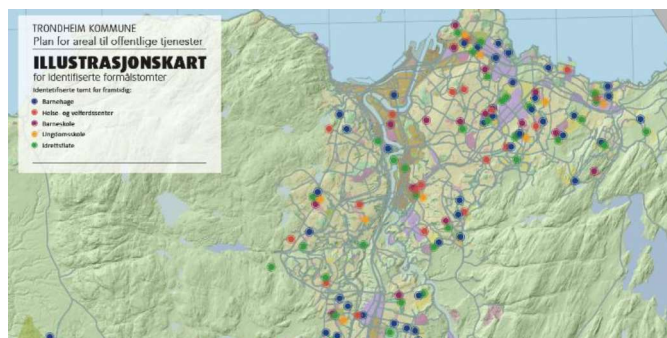 TRONDHEIM KOMMUNE
Plan for areal til offentlige tjenester
ILLUSTRASJONSKART
for identifiserte formålstomter
Identifiserte tomt for framtidig:
Barnehage
Helse- og velferdssenter
Barneskole
Ungdomsskole
Idrettsflate